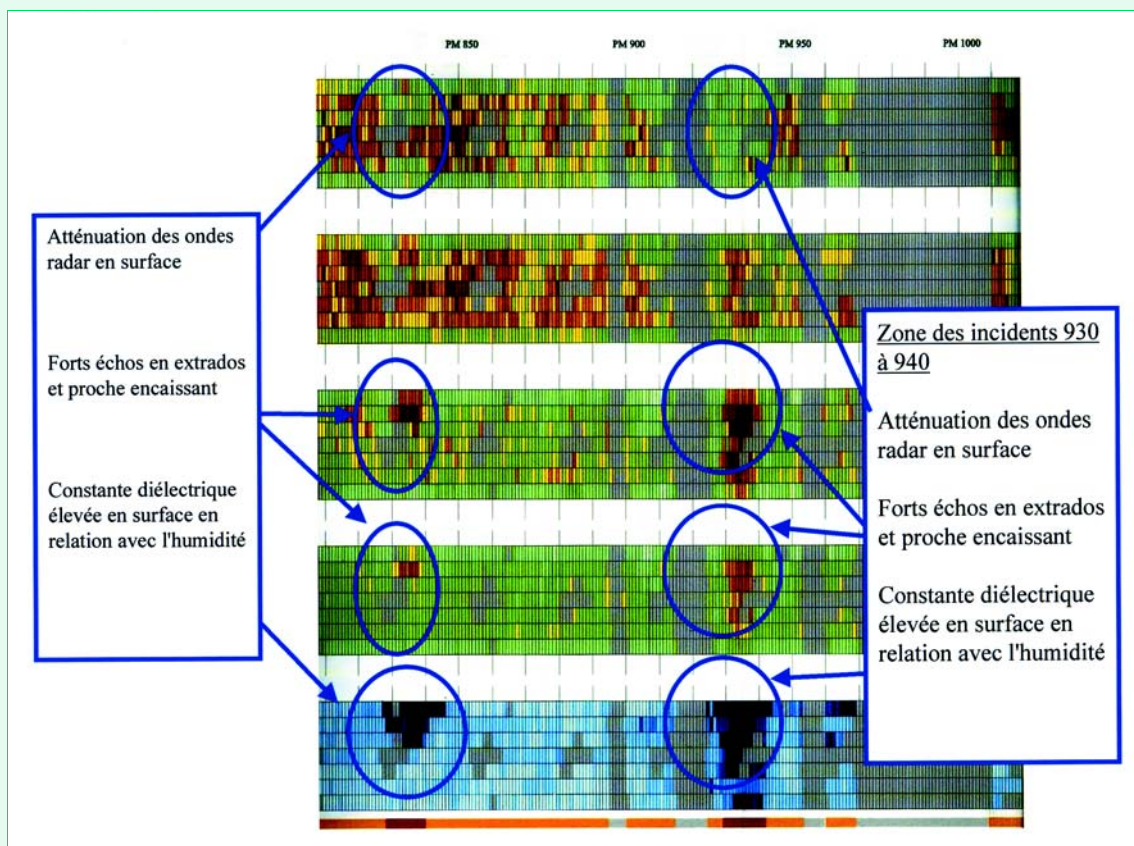 PM 850 PM 900 PM 950 PM 1000
Atténuation des ondes
radar en surface
Forts échos en extrados
et proche encaissant
Constante diélectrique
élevée en surface en
relation avec l'humidité
Zone des incidents 930
à 940
Atténuation des ondes
radar en surface
Forts échos en extrados
et proche encaissant
Constante diélectrique
élevée en surface en
relation avec l'humidité